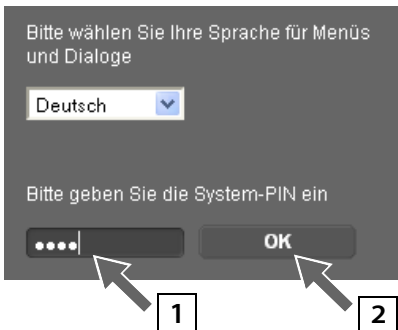 Bitte wählen Sie Ihre Sprache für Menüs
und Dialoge
Deutsch
Bitte geben Sie die System-PIN ein
••••
OK
1
2